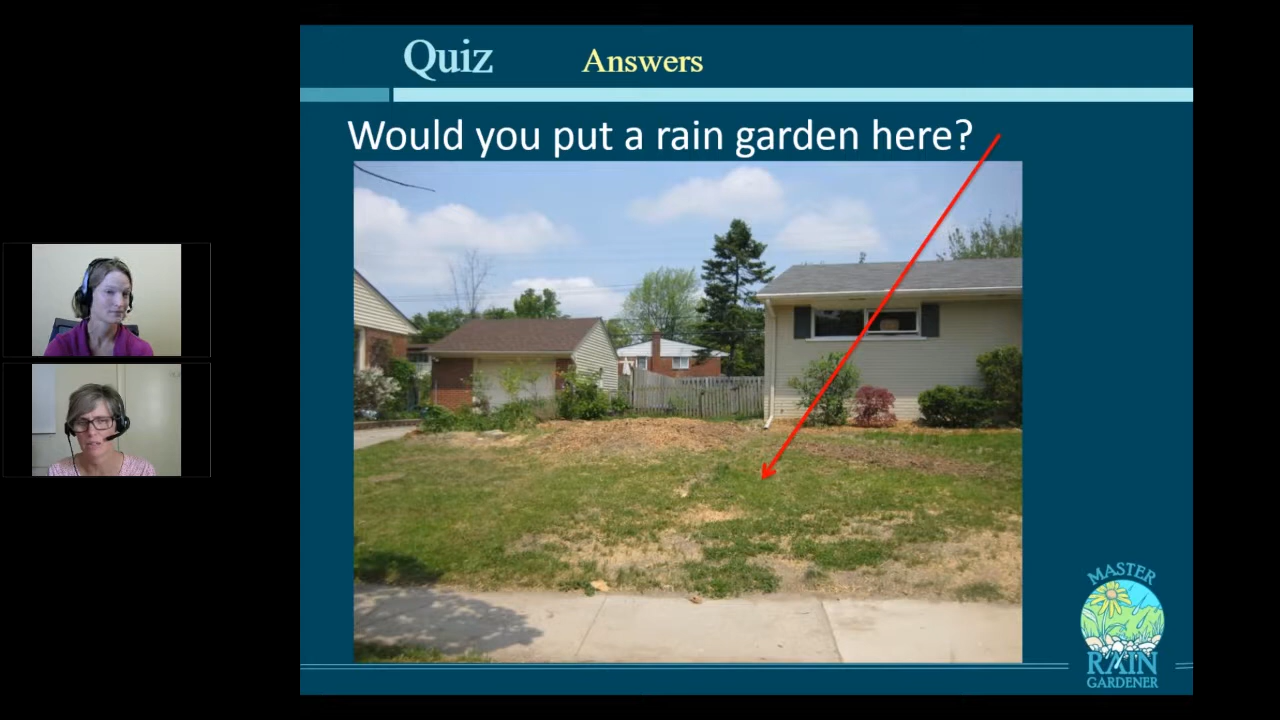 Quiz
Answers
Would you put a rain garden here?
MASTER
RAIN
GARDENER